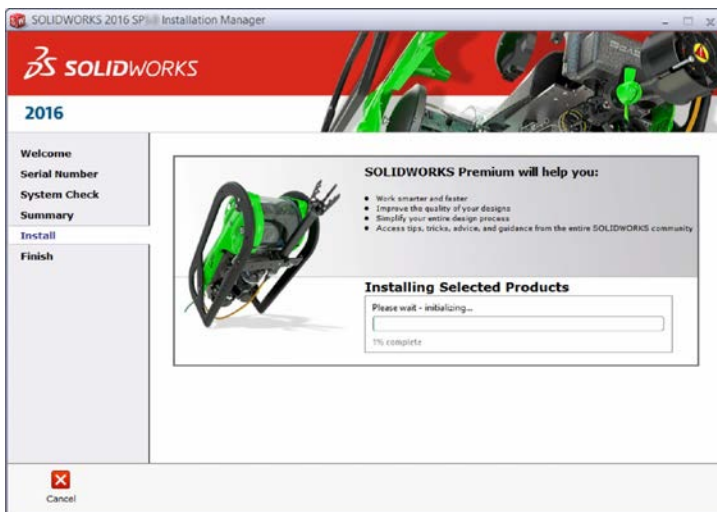 SOLIDWORKS 2016 Installation Manager
SOLIDWORKS
2016
Welcome
Serial Number
System Check
Summary
Install
Finish
SOLIDWORKS Premium will help you:
Work smarter and faster
Improve the quality of your designs
Simplify your entire design process
Access tips, tricks, advice, and guidance from the entire SOLIDWORKS community
Installing Selected Products
Please wait - initializing...
1% complete
Cancel